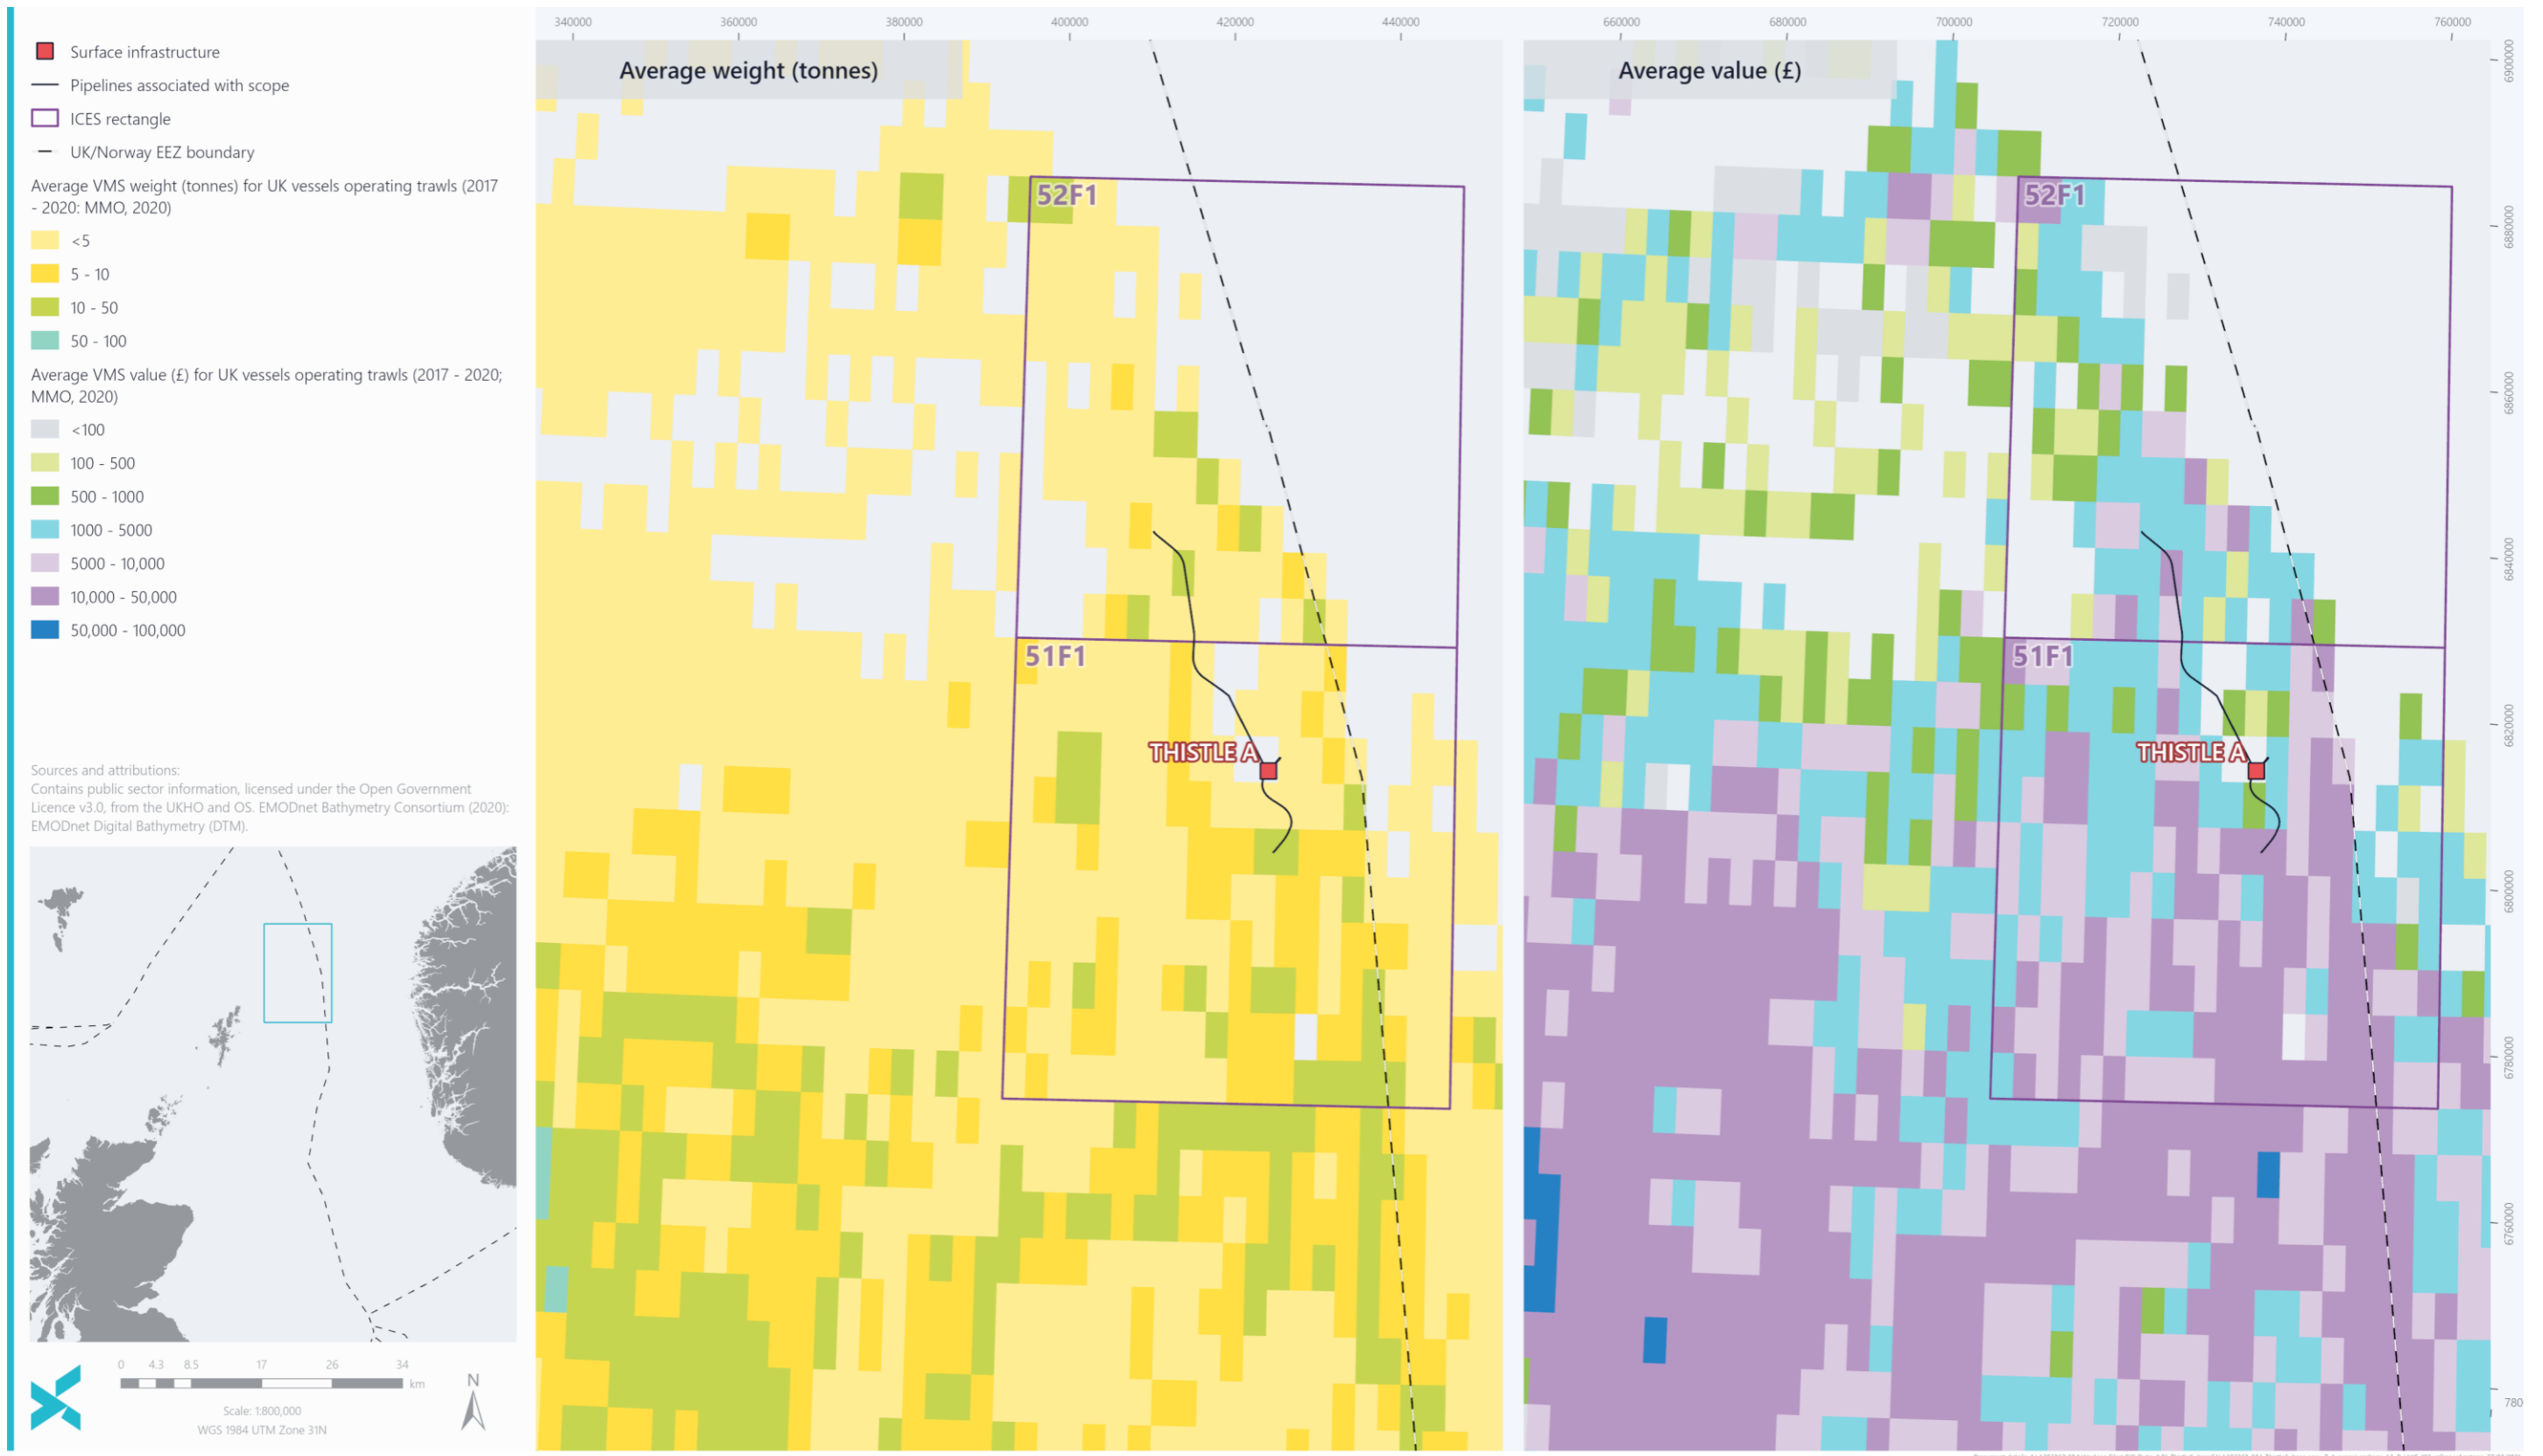 Surface infrastructure
Pipelines associated with scope
ICES rectangle
UK/Norway EEZ boundary
Average VMS weight (tonnes) for UK vessels operating trawls (2017
- 2020: MMO, 2020)
<5
5 - 10
10 - 50
50 - 100
Average VMS value (£) for UK vessels operating trawls (2017 - 2020;
MMO, 2020)
<100
100 - 500
500 - 1000
1000 - 5000
5000 - 10,000
10,000 - 50,000
50,000 - 100,000
Sources and attributions:
Contains public sector information, licensed under the Open Government
Licence v3.0, from the UKHO and OS. EMODnet Bathymetry Consortium (2020):
EMODnet Digital Bathymetry (DTM).
0 4.3 8.5 17 26 34
km
Scale: 1:800,000
WGS 1984 UTM Zone 31N
N
340000 360000 380000 400000 420000 440000
Average weight (tonnes)
52F1
51F1
THISTLE A
660000 680000 700000 720000 740000 760000
Average value (£)
52F1
51F1
THISTLE A
6900000
6880000
6860000
6840000
6820000
6800000
6780000
6760000
780